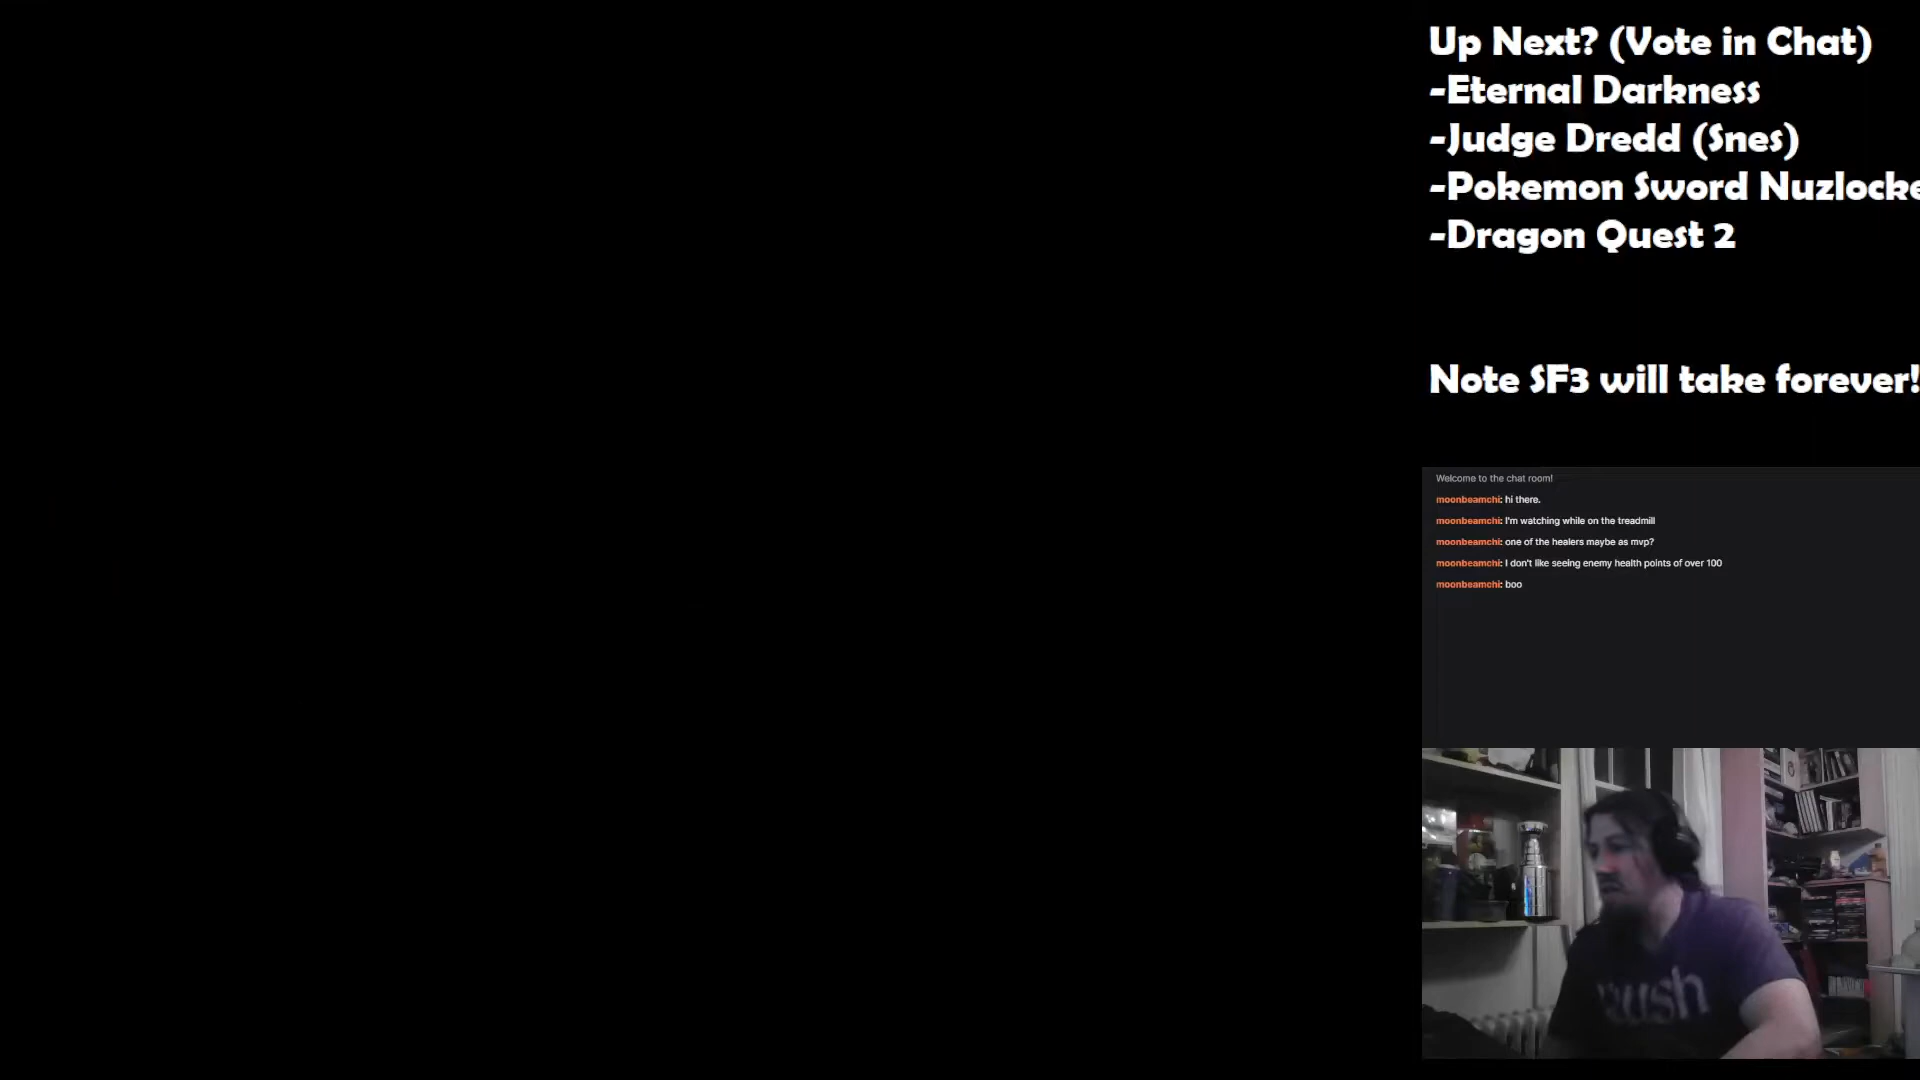 Up Next? (Vote in Chat)
-Eternal Darkness
-Judge Dredd (Snes)
-Pokemon Sword Nuzlocke
-Dragon Quest 2
Note SF3 will take forever!
Welcome to the chat room!
moonbeamchi: hi there.
moonbeamchi: I'm watching while on the treadmill
moonbeamchi: one of the healers maybe as mvp?
moonbeamchi: I don't like seeing enemy health points of over 100
moonbeamchi: boo